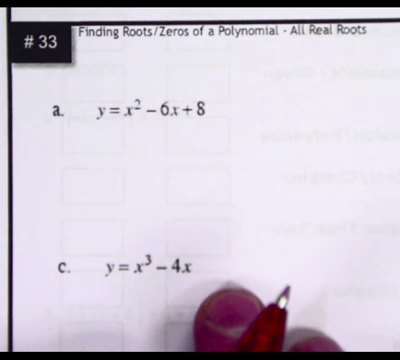 # 33
Finding Roots/Zeros of a Polynomial - All Real Roots
a. y = x² – 6x + 8
c. y = x³ – 4x